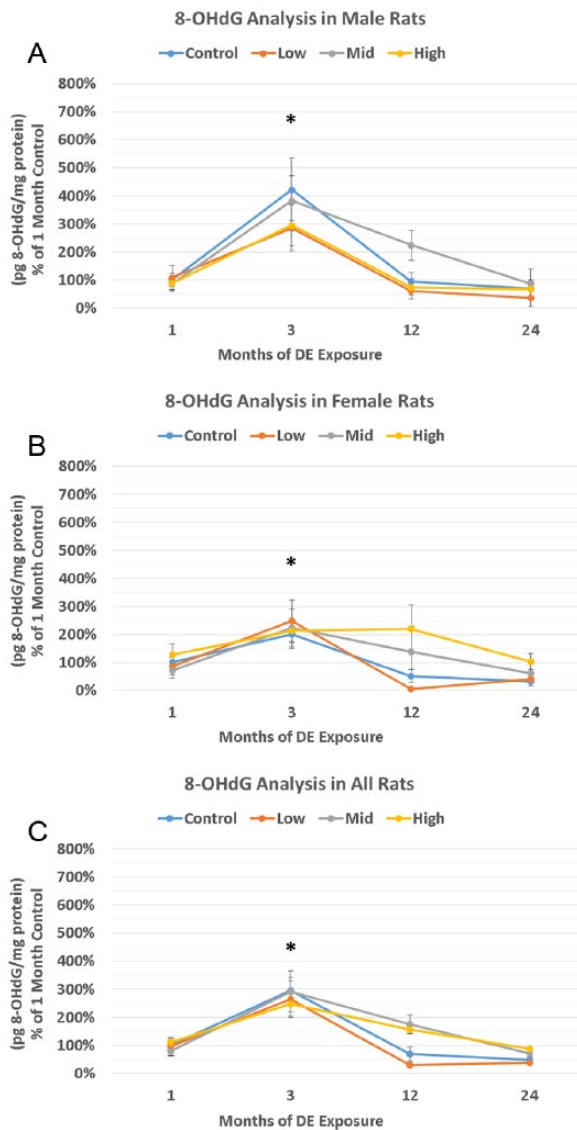 8-OHdG Analysis in Male Rats
A
Control Low Mid High
(pg 8-OHdG/mg protein)
% of 1 Month Control
800%
700%
600%
500%
400%
300%
200%
100%
0%
*
1 3 12 24
Months of DE Exposure
8-OHdG Analysis in Female Rats
B
Control Low Mid High
(pg 8-OHdG/mg protein)
% of 1 Month Control
800%
700%
600%
500%
400%
300%
200%
100%
0%
*
1 3 12 24
Months of DE Exposure
8-OHdG Analysis in All Rats
C
Control Low Mid High
(pg 8-OHdG/mg protein)
% of 1 Month Control
800%
700%
600%
500%
400%
300%
200%
100%
0%
*
1 3 12 24
Months of DE Exposure